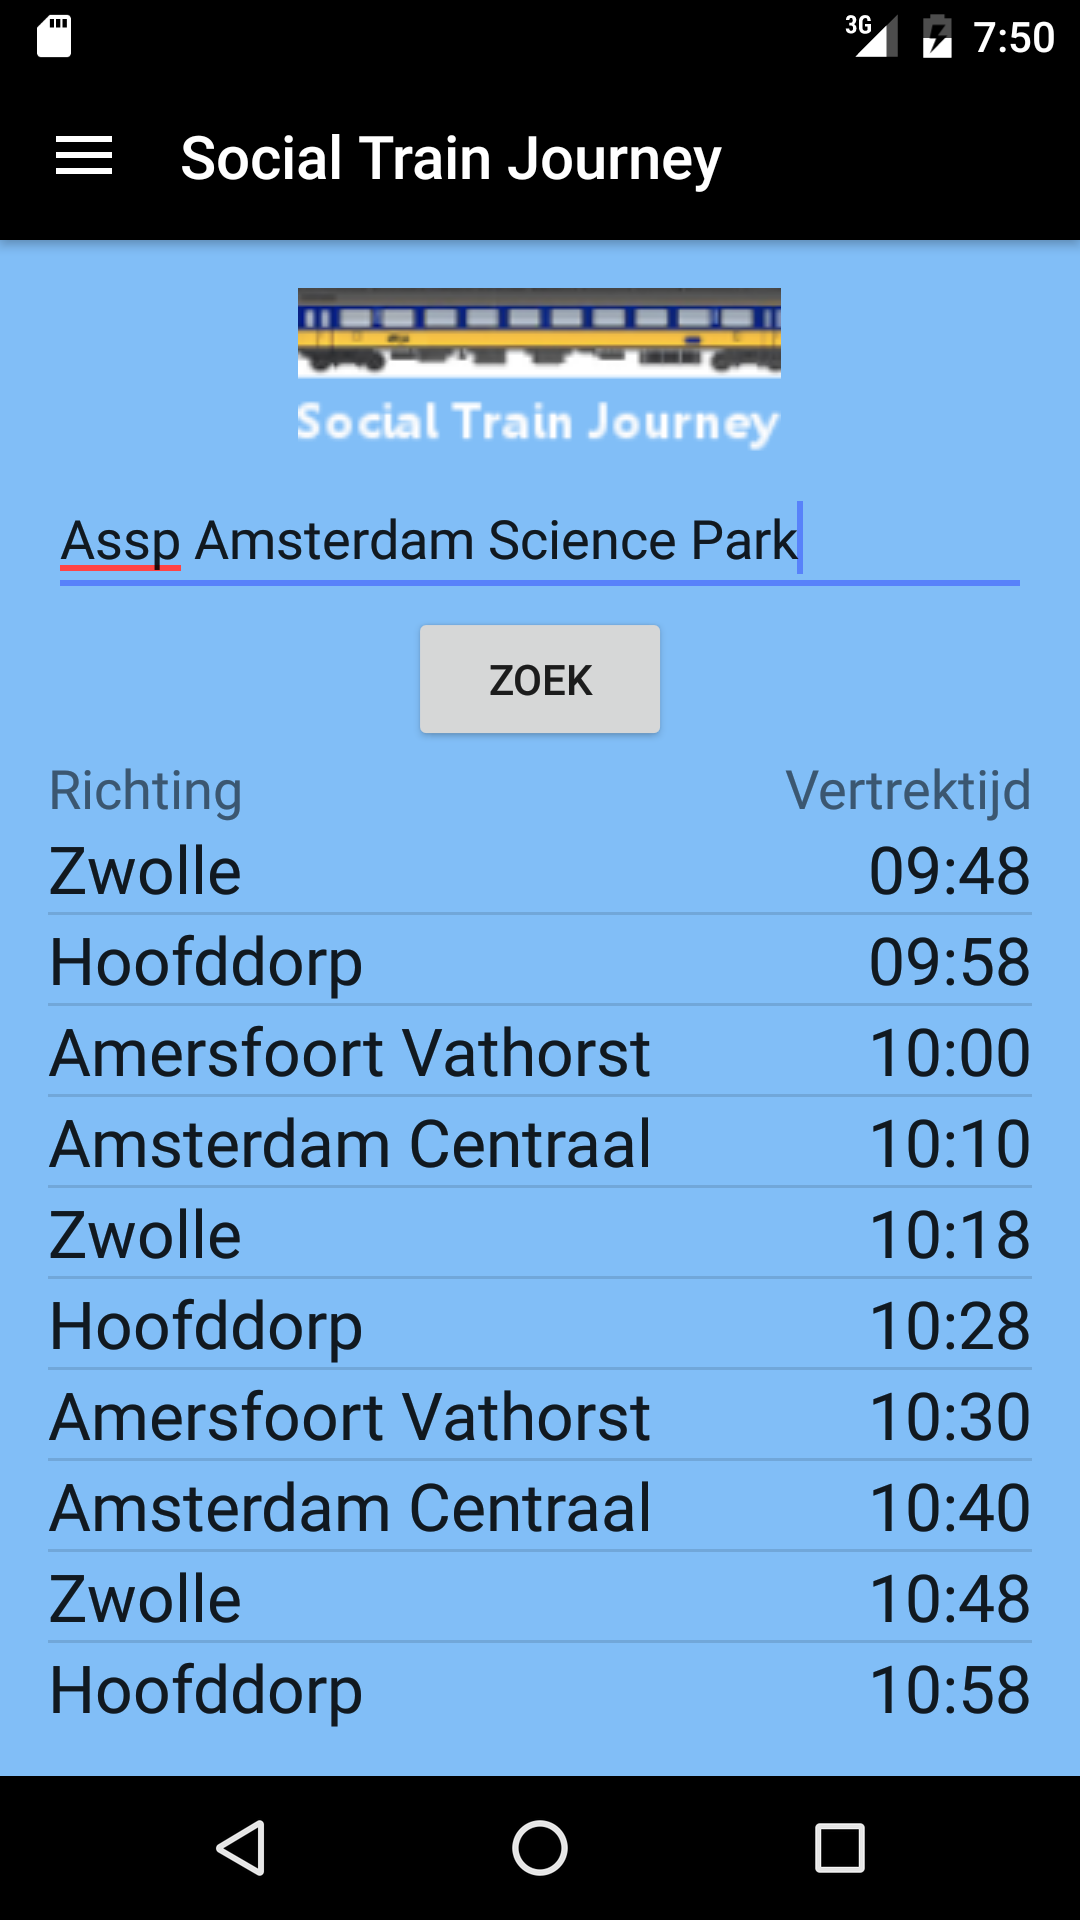 3G 7:50
Social Train Journey
Social Train Journey
Assp Amsterdam Science Park
ZOEK
Richting Vertrektijd
Zwolle 09:48
Hoofddorp 09:58
Amersfoort Vathorst 10:00
Amsterdam Centraal 10:10
Zwolle 10:18
Hoofddorp 10:28
Amersfoort Vathorst 10:30
Amsterdam Centraal 10:40
Zwolle 10:48
Hoofddorp 10:58